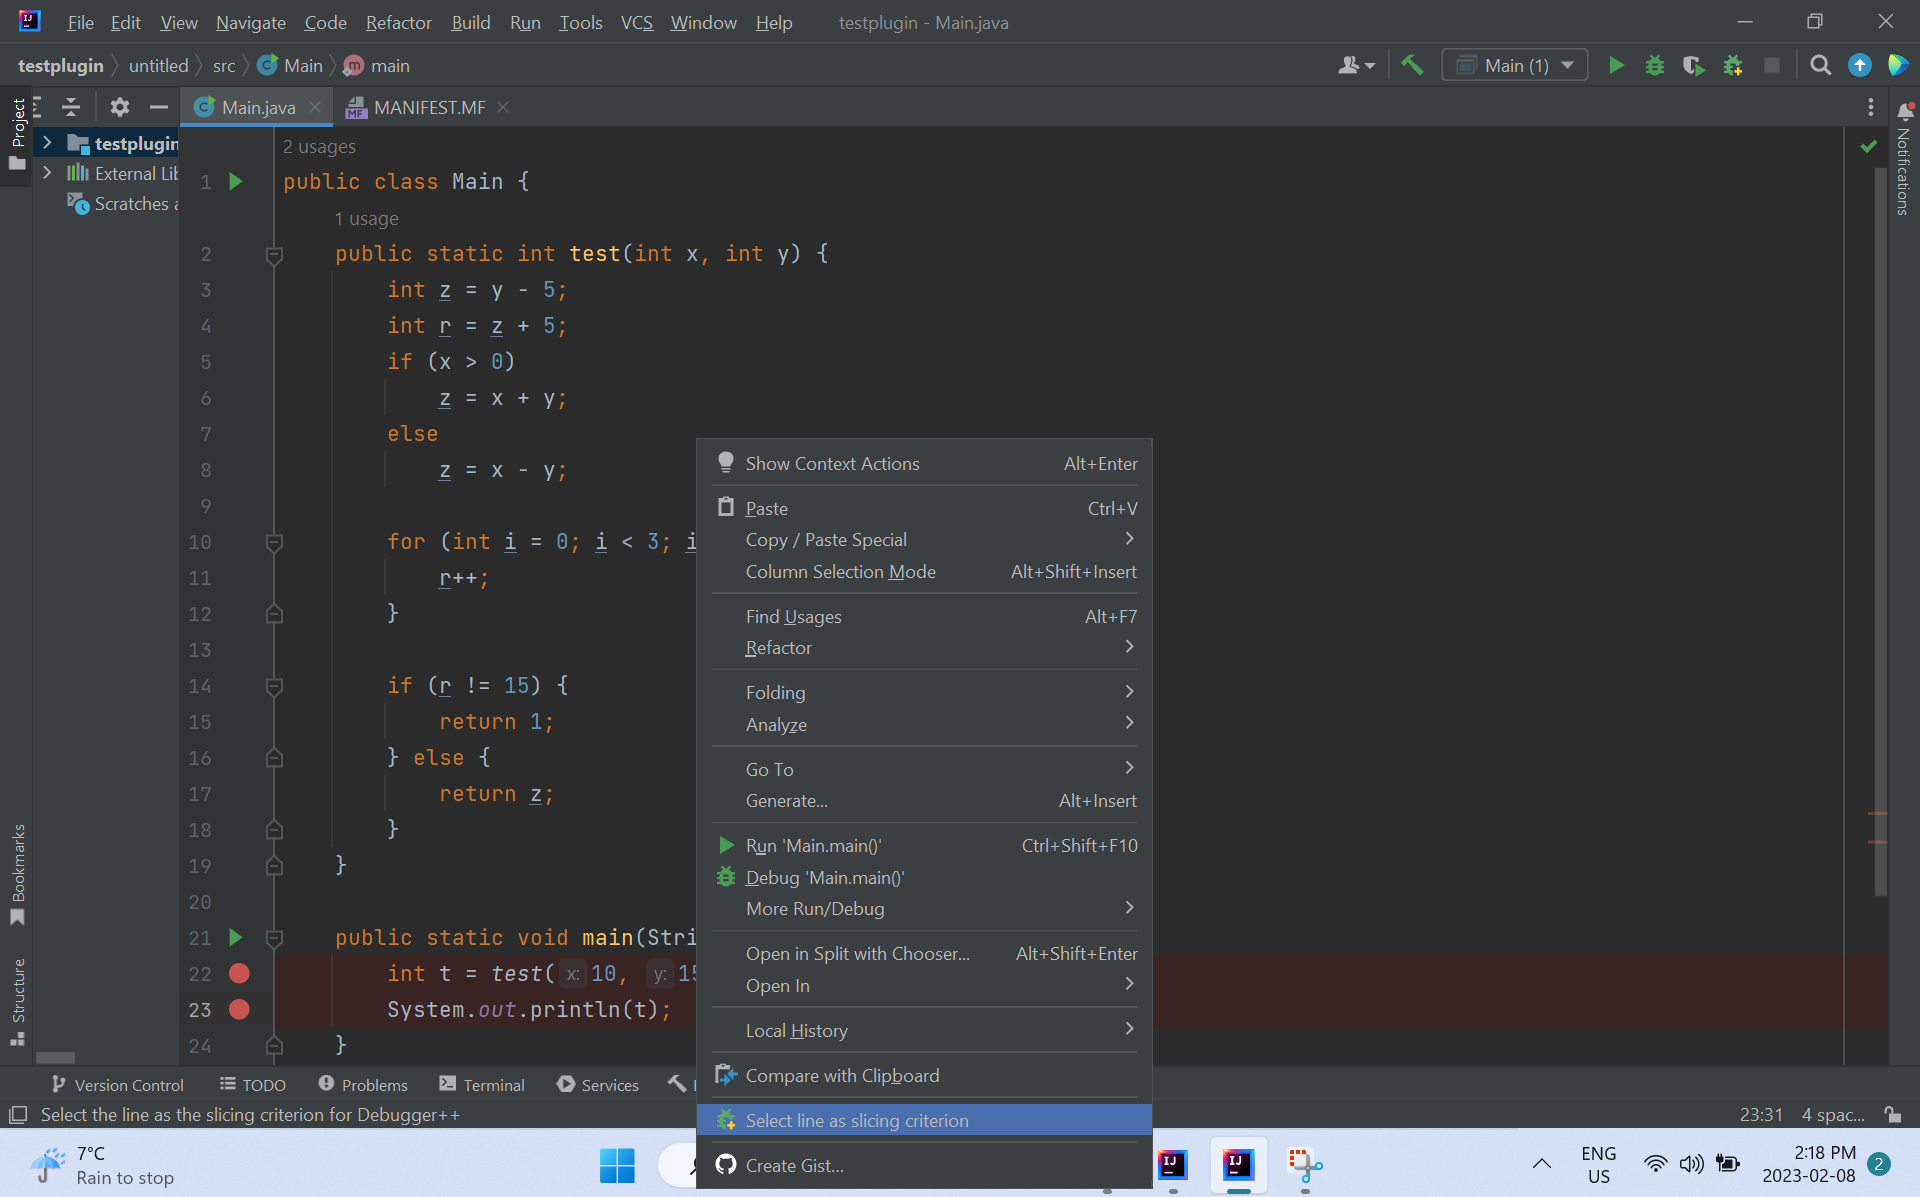 File Edit View Navigate Code Refactor Build Run Tools VCS Window Help testplugin - Main.java
testplugin untitled src Main main
Main (1)
Project
Main.java MANIFEST.MF
testplugin
External Lib
Scratches a
Bookmarks
Structure
Notifications
2 usages
1 public class Main {
1 usage
2 public static int test(int x, int y) {
3 int z = y - 5;
4 int r = z + 5;
5 if (x > 0)
6 z = x + y;
7 else
8 z = x - y;
9
10 for (int i = 0; i < 3; i
11 r++;
12 }
13
14 if (r != 15) {
15 return 1;
16 } else {
17 return z;
18 }
19 }
20
21 public static void main(Stri
22 int t = test( x: 10, y: 15
23 System.out.println(t);
24 }
Show Context Actions Alt+Enter
Paste Ctrl+V
Copy / Paste Special
Column Selection Mode Alt+Shift+Insert
Find Usages Alt+F7
Refactor
Folding
Analyze
Go To
Generate... Alt+Insert
Run 'Main.main()' Ctrl+Shift+F10
Debug 'Main.main()'
More Run/Debug
Open in Split with Chooser... Alt+Shift+Enter
Open In
Local History
Compare with Clipboard
Select line as slicing criterion
Create Gist...
Version Control TODO Problems Terminal Services
Select the line as the slicing criterion for Debugger++ 23:31 4 spac...
7°C
Rain to stop
ENG
US
2:18 PM
2023-02-08
2